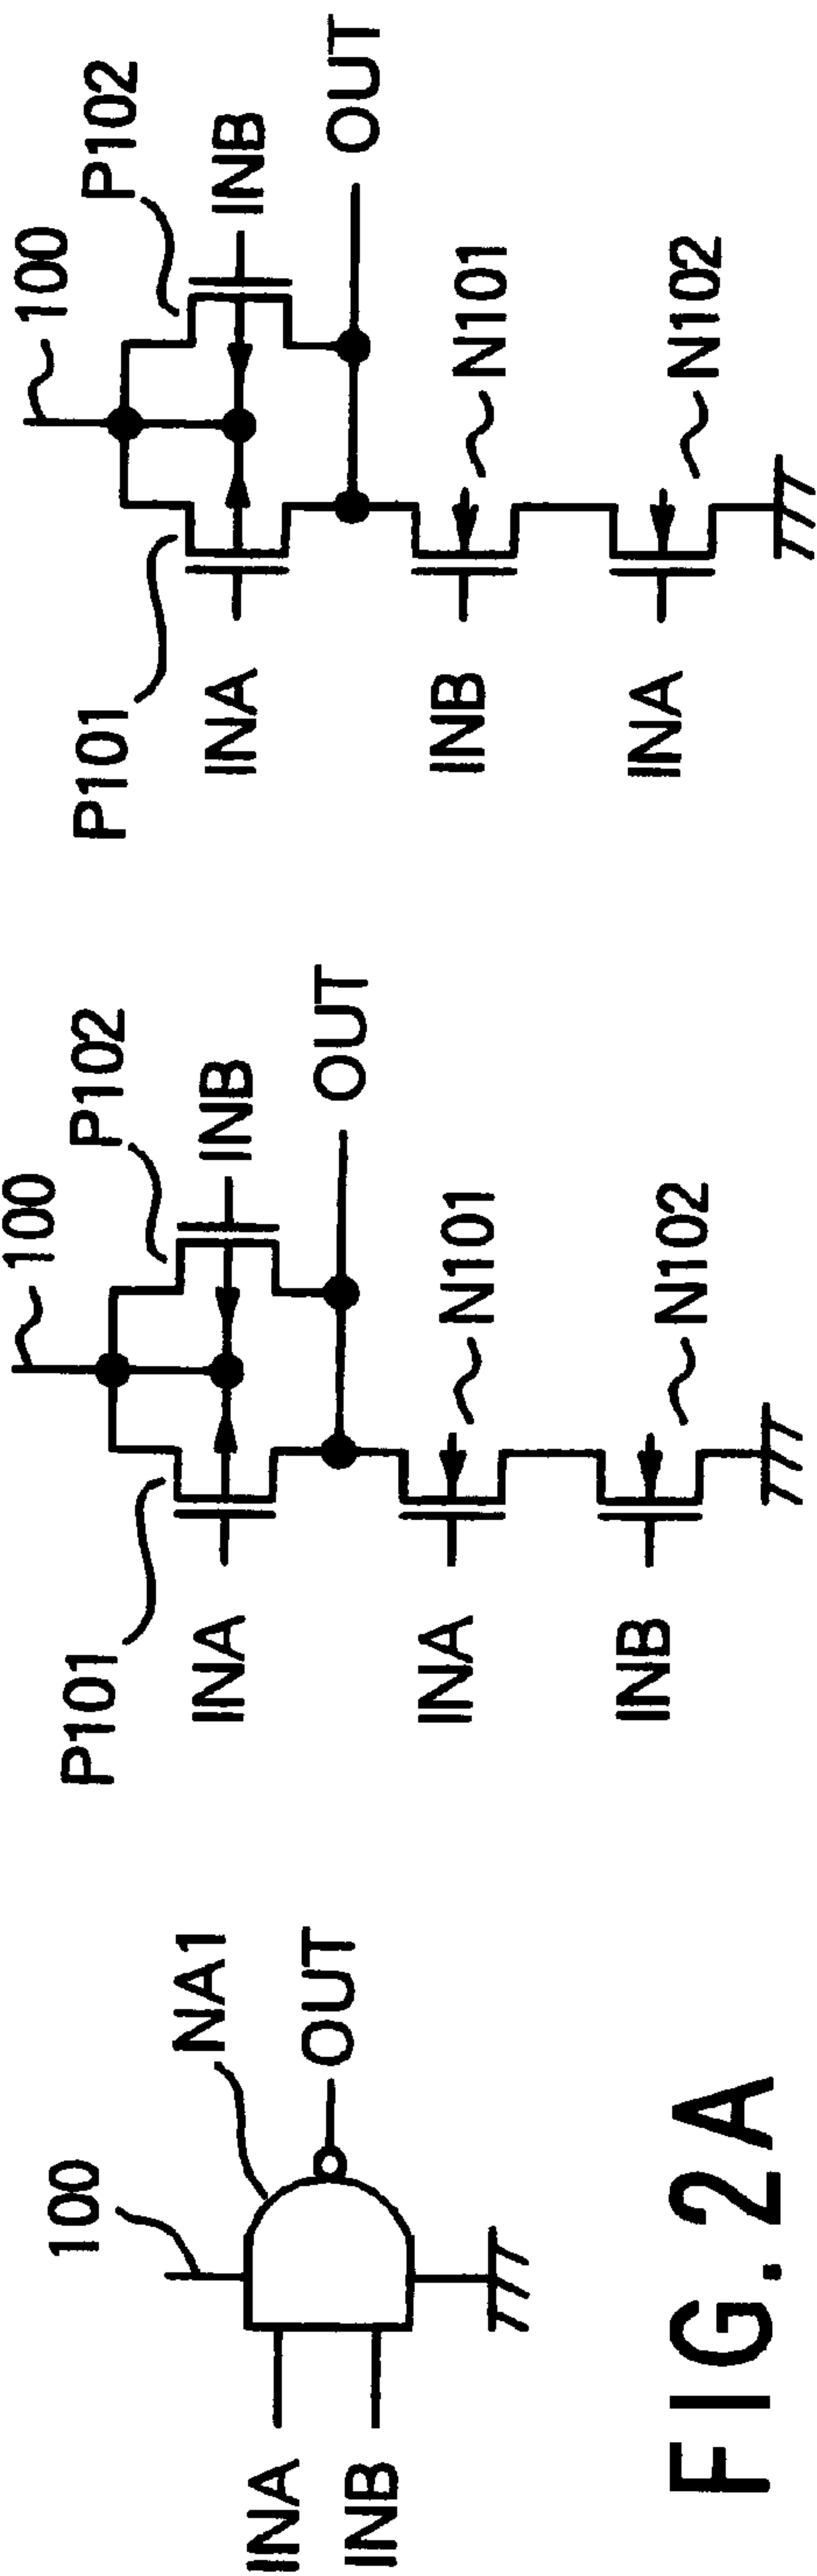 100
NA1
INA
INB
OUT
100
P101
P102
INA
INB
OUT
INA
N101
INB
N102
100
P101
P102
INA
INB
OUT
INB
N101
INA
N102
FIG. 2A